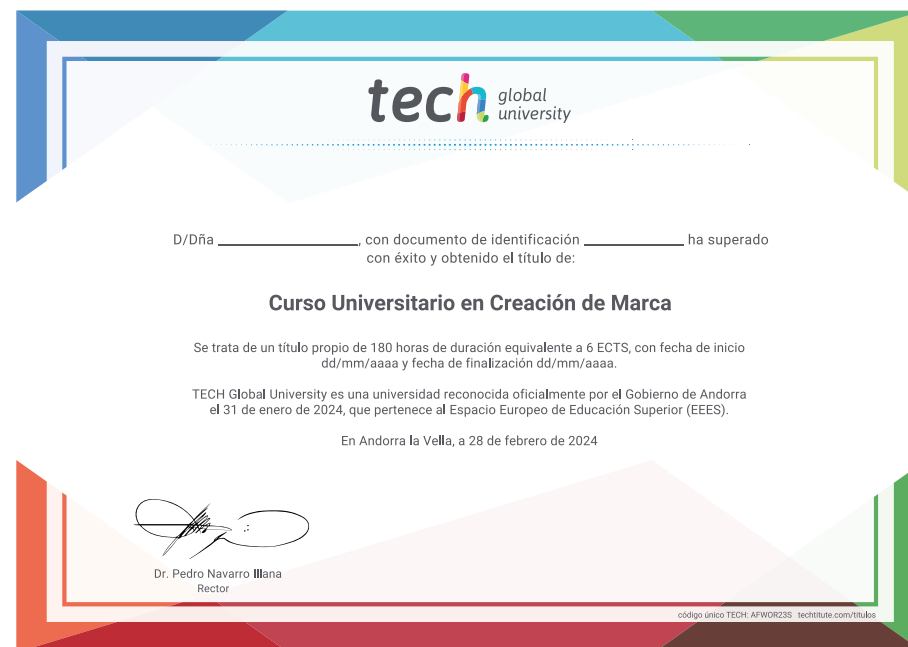 tech global university
D/Dña ______________, con documento de identificación __________ ha superado
con éxito y obtenido el título de:
Curso Universitario en Creación de Marca
Se trata de un título propio de 180 horas de duración equivalente a 6 ECTS, con fecha de inicio
dd/mm/aaaa y fecha de finalización dd/mm/aaaa.
TECH Global University es una universidad reconocida oficialmente por el Gobierno de Andorra
el 31 de enero de 2024, que pertenece al Espacio Europeo de Educación Superior (EEES).
En Andorra la Vella, a 28 de febrero de 2024
Dr. Pedro Navarro Illana
Rector
código único TECH: AFWOR23S techtitute.com/titulos